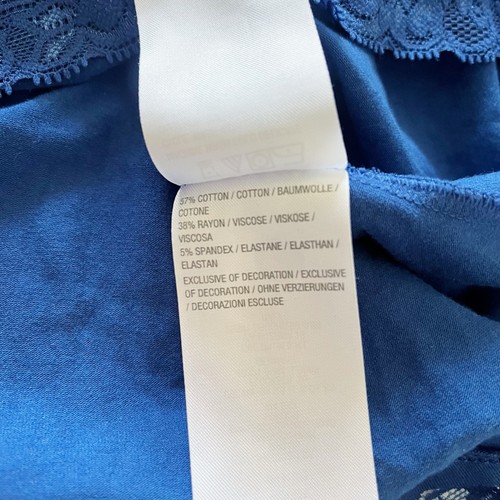 57% COTTON / COTTON / BAUMWOLLE /
COTONE
38% RAYON / VISCOSE / VISKOSE /
VISCOSA
5% SPANDEX / ELASTANE / ELASTHAN /
ELASTAN
EXCLUSIVE OF DECORATION / EXCLUSIVE
OF DECORATION / OHNE VERZIERUNGEN
/ DECORAZIONI ESCLUSE